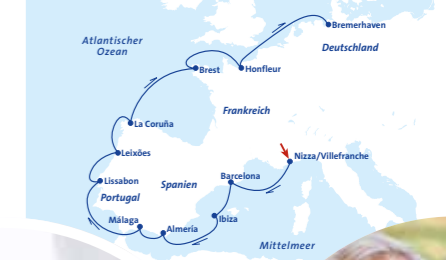 Bremerhaven
Atlantischer
Ozean
Deutschland
Brest
Honfleur
Frankreich
La Coruña
Leixões
Nizza/Villefranche
Barcelona
Lissabon
Spanien
Portugal
Málaga
Ibiza
Almería
Mittelmeer